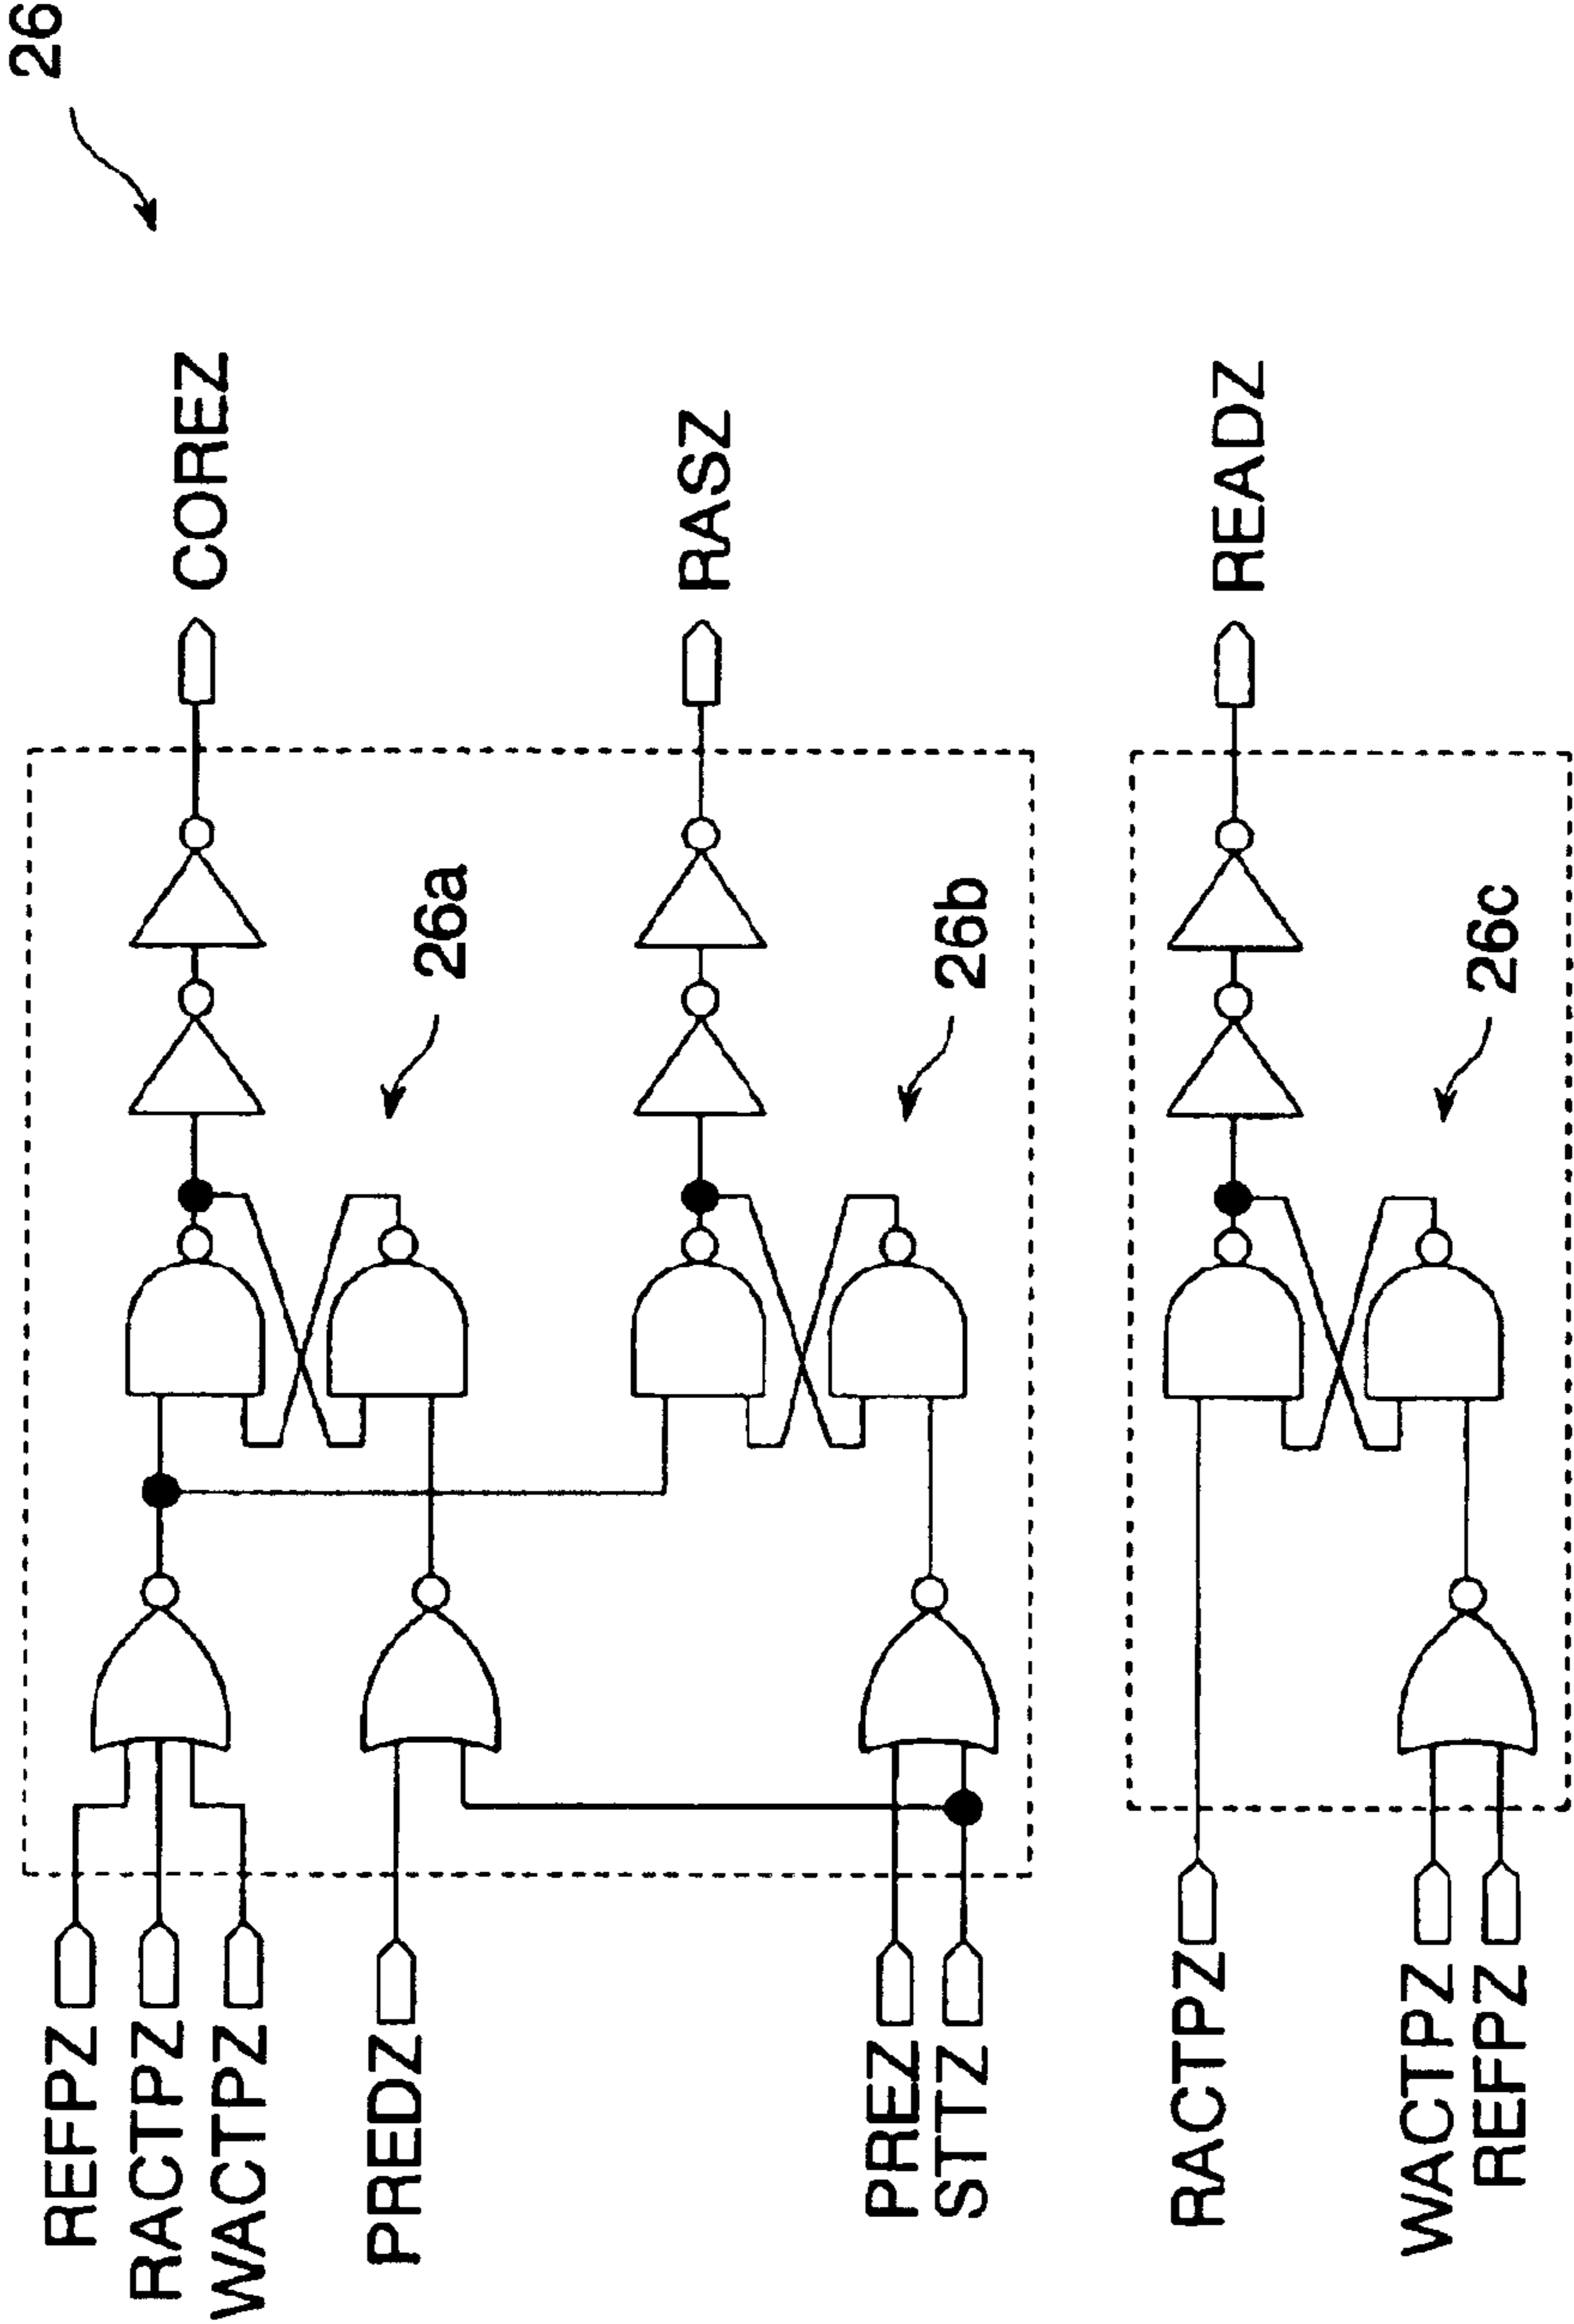 26
REFPZ
RACTPZ
WACTPZ
COREZ
26a
PREDZ
RASZ
26b
PREZ
STTZ
RACTPZ
READZ
26c
WACTPZ
REFPZ